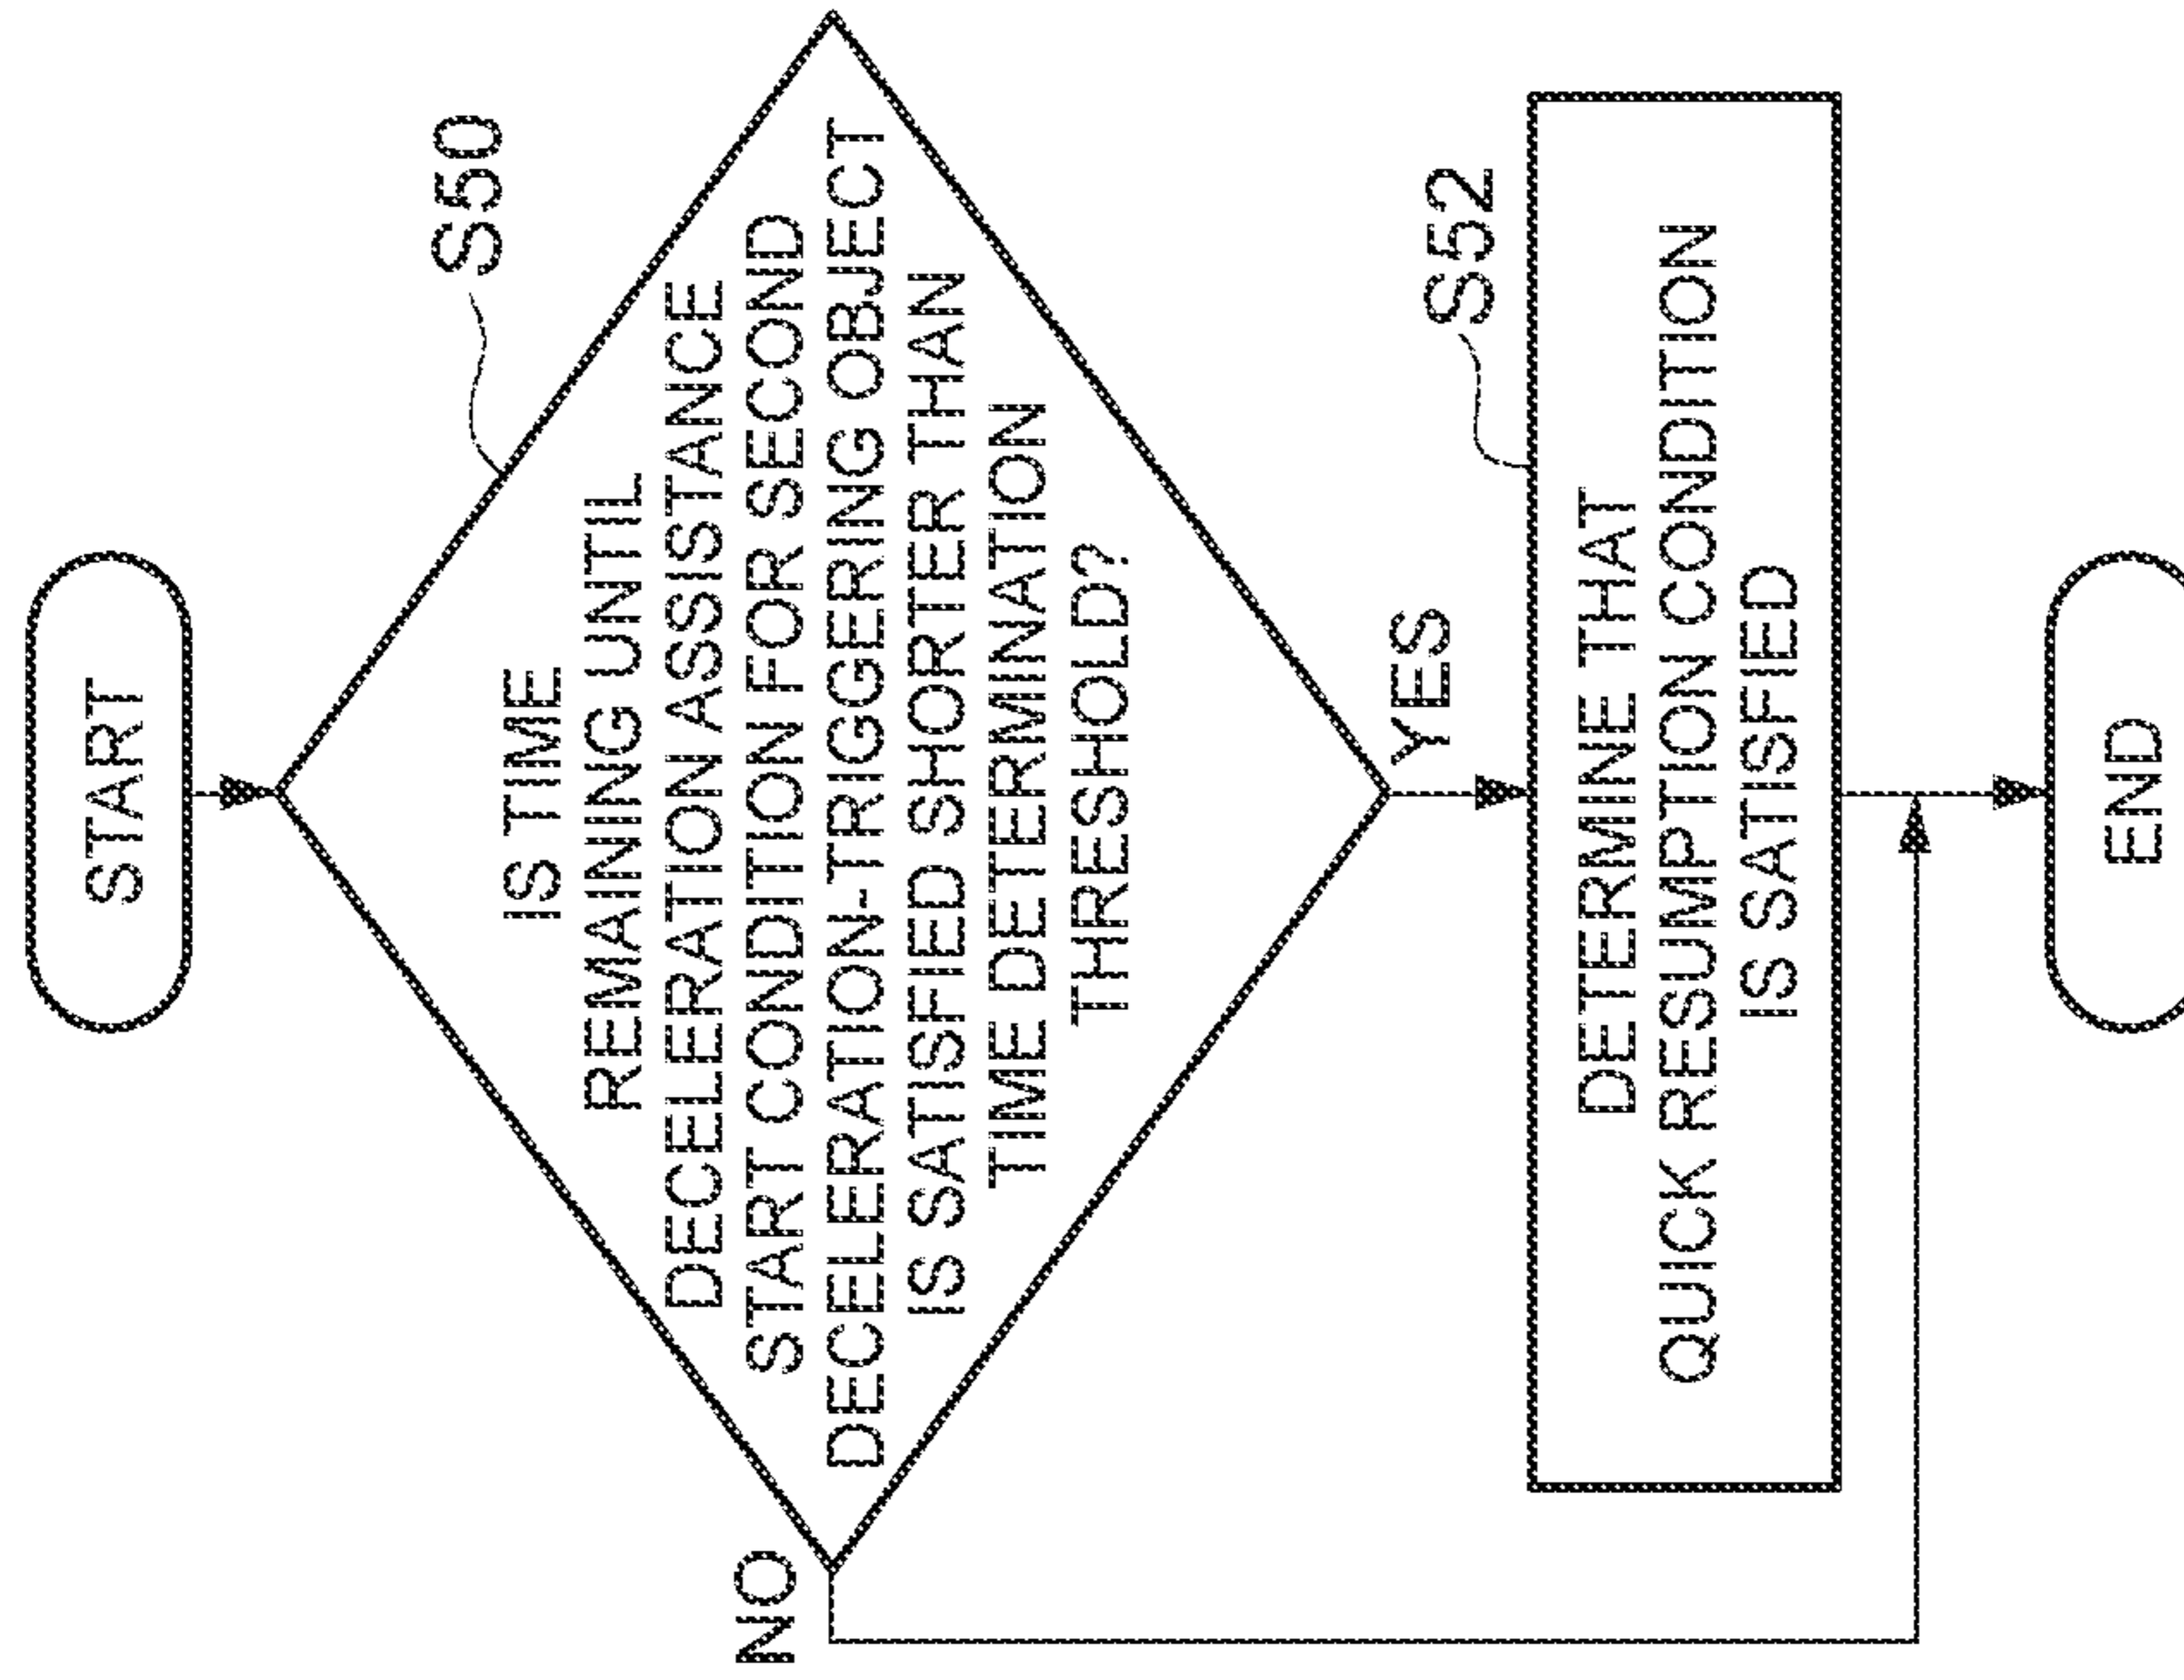 START
S50
IS TIME
REMAINING UNTIL
DECELERATION ASSISTANCE
START CONDITION FOR SECOND
DECELERATION-TRIGGERING OBJECT
IS SATISFIED SHORTER THAN
TIME DETERMINATION
THRESHOLD?
NO
YES
S52
DETERMINE THAT
QUICK RESUMPTION CONDITION
IS SATISFIED
END